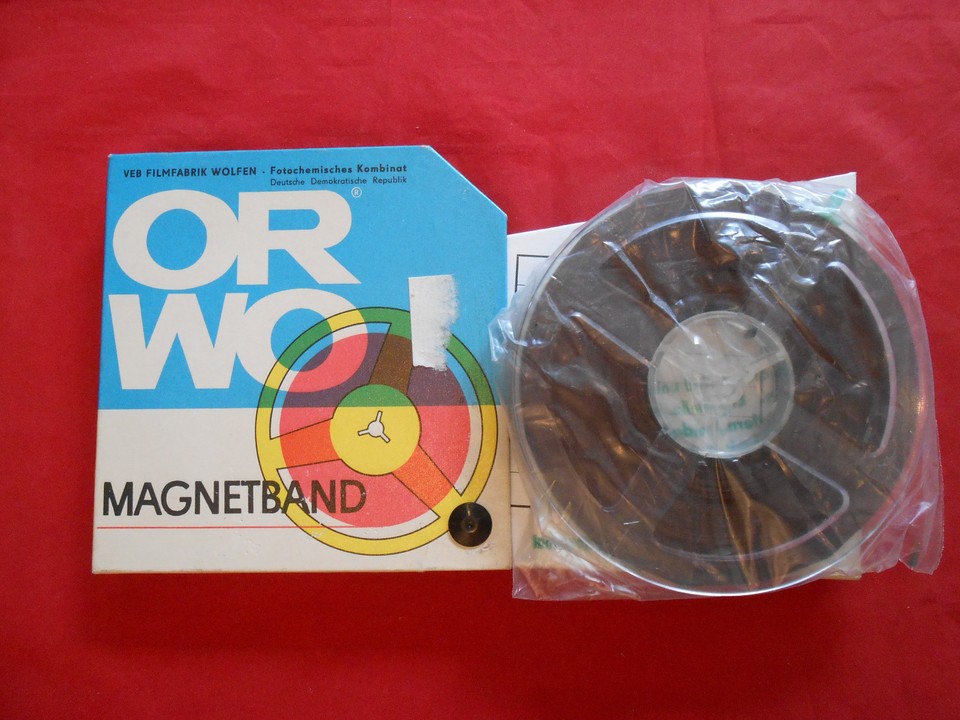 VEB FILMFABRIK WOLFEN · Fotochemisches Kombinat
Deutsche Demokratische Republik
OR®
WO
MAGNETBAND